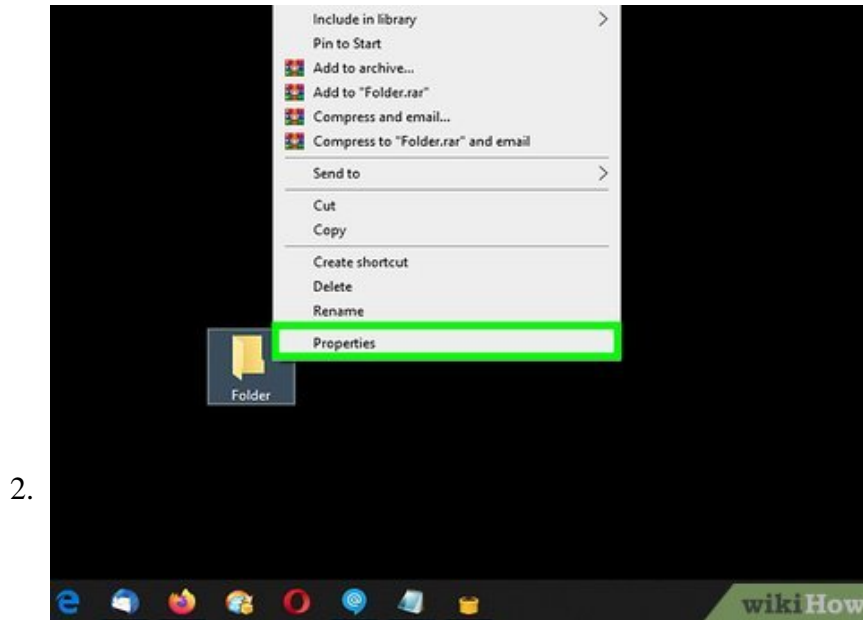 Include in library
Pin to Start
Add to archive...
Add to "Folder.rar"
Compress and email...
Compress to "Folder.rar" and email
Send to
Cut
Copy
Create shortcut
Delete
Rename
Properties
Folder
2.
wikiHow